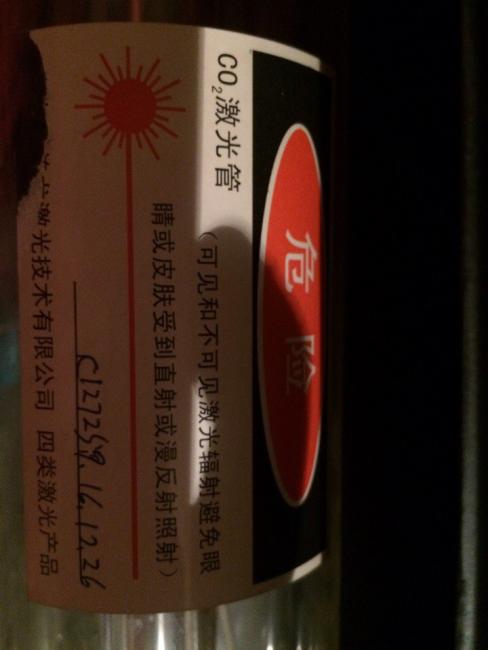 危险
CO₂激光管
(可见和不可见激光辐射避免眼
睛或皮肤受到直射或漫反射照射)
C127259.16.12.26
激光技术有限公司 四类激光产品